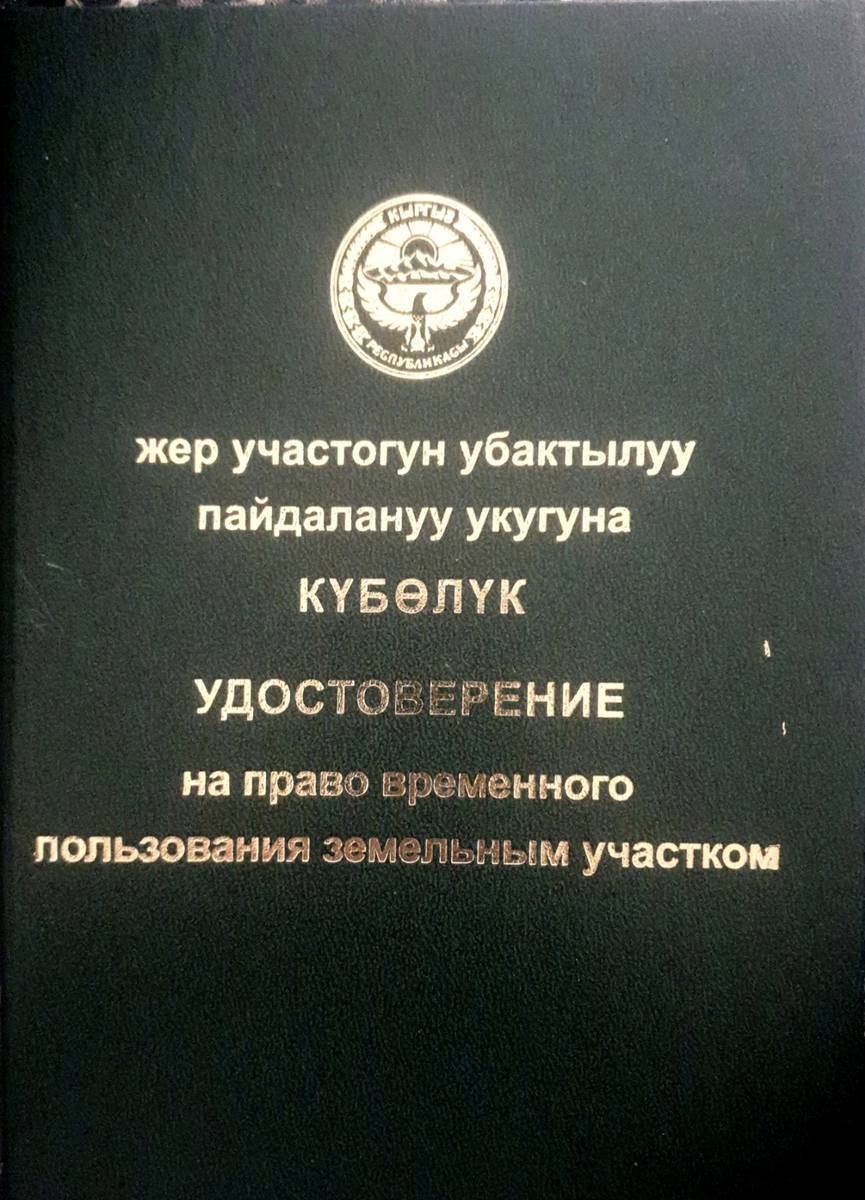 КЫРГЫЗ
РЕСПУБЛИКАСЫ
жер участогун убактылуу
пайдалануу укугуна
КҮБӨЛҮК
УДОСТОВЕРЕНИЕ
на право временного
пользования земельным участком